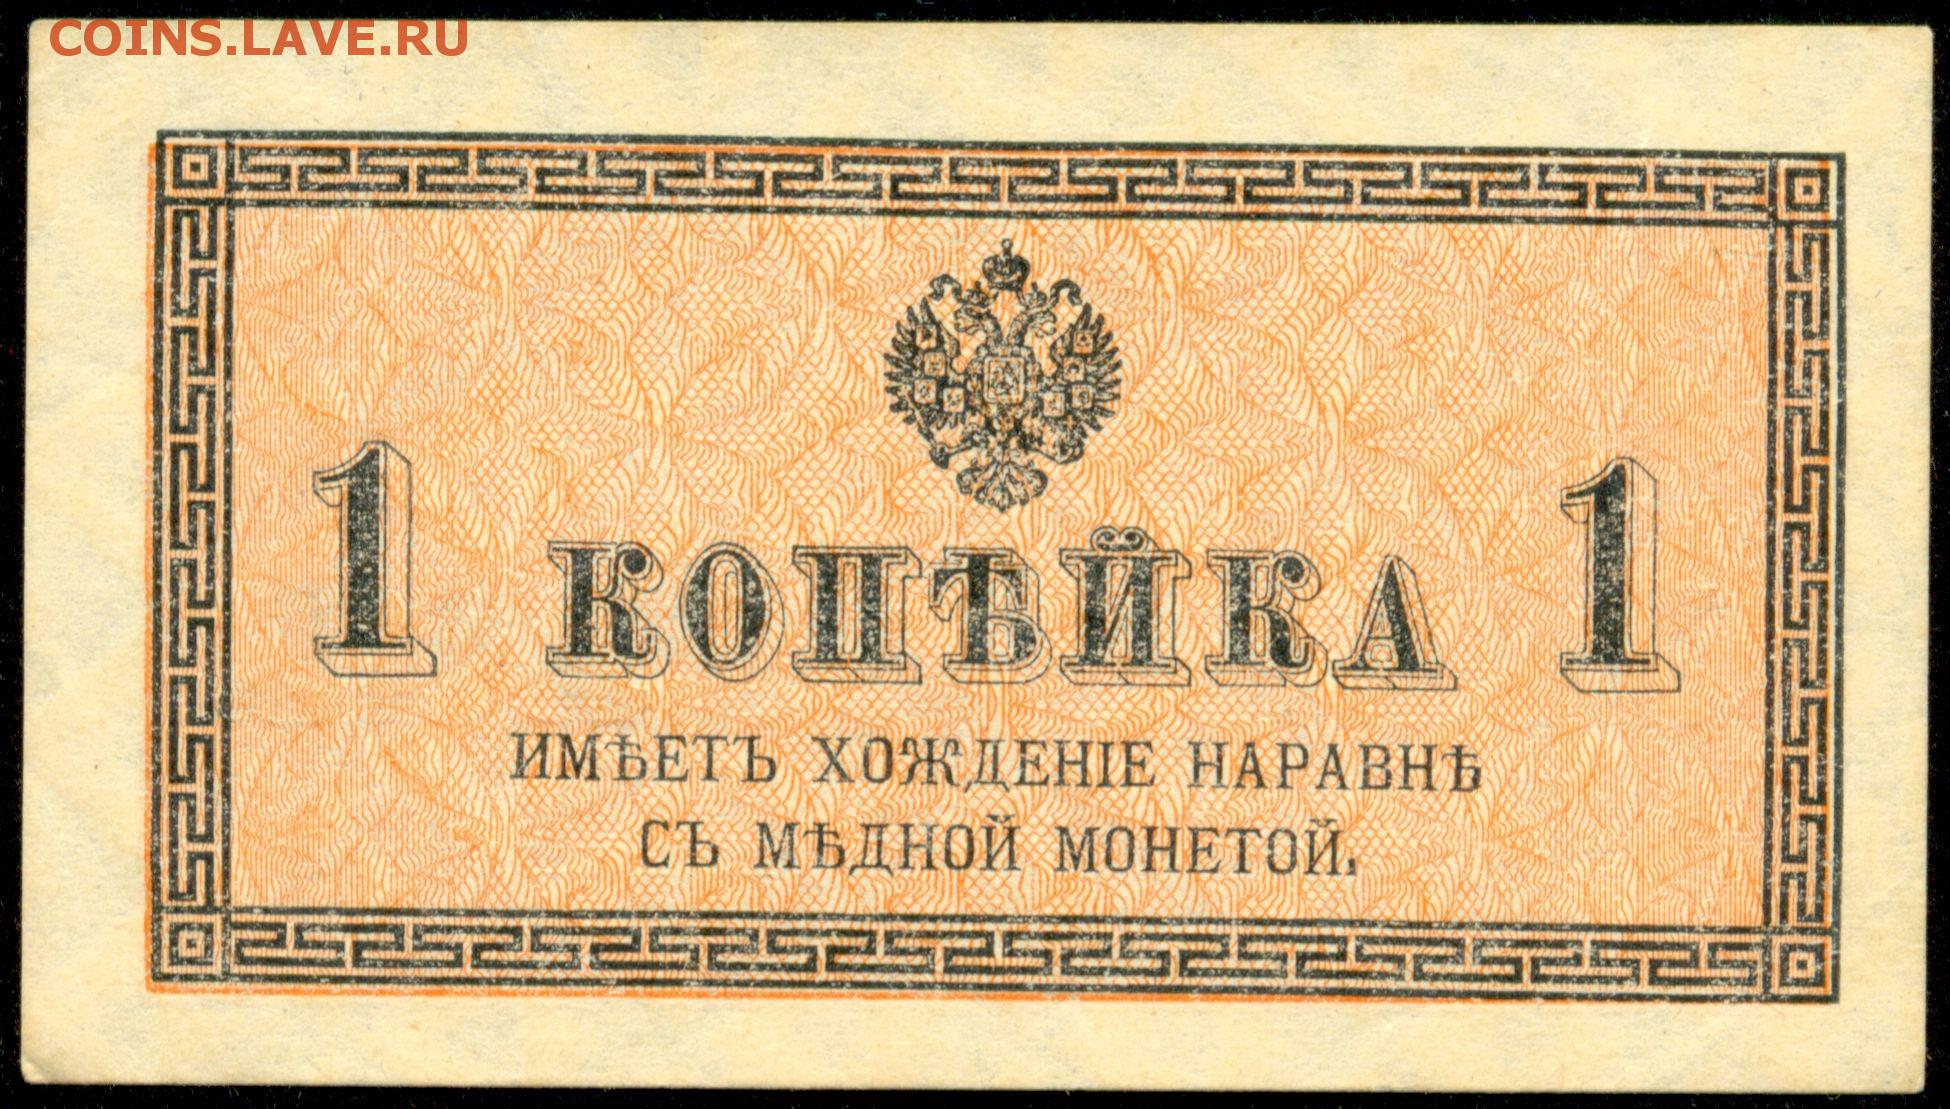 COINS.LAVE.RU
1 КОПѢЙКА 1
ИМѢЕТЪ ХОЖДЕНІЕ НАРАВНѢ
СЪ МѢДНОЙ МОНЕТОЙ.